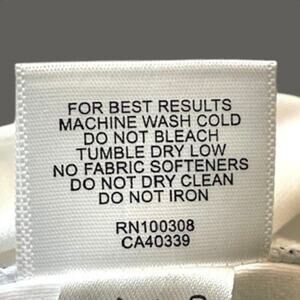 FOR BEST RESULTS
MACHINE WASH COLD
DO NOT BLEACH
TUMBLE DRY LOW
NO FABRIC SOFTENERS
DO NOT DRY CLEAN
DO NOT IRON
RN100308
CA40339